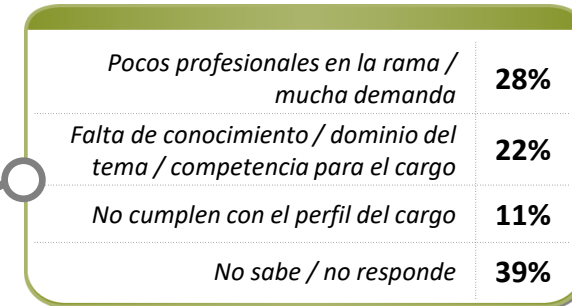 Pocos profesionales en la rama /
mucha demanda
28%
Falta de conocimiento / dominio del
tema / competencia para el cargo
22%
No cumplen con el perfil del cargo
11%
No sabe / no responde
39%